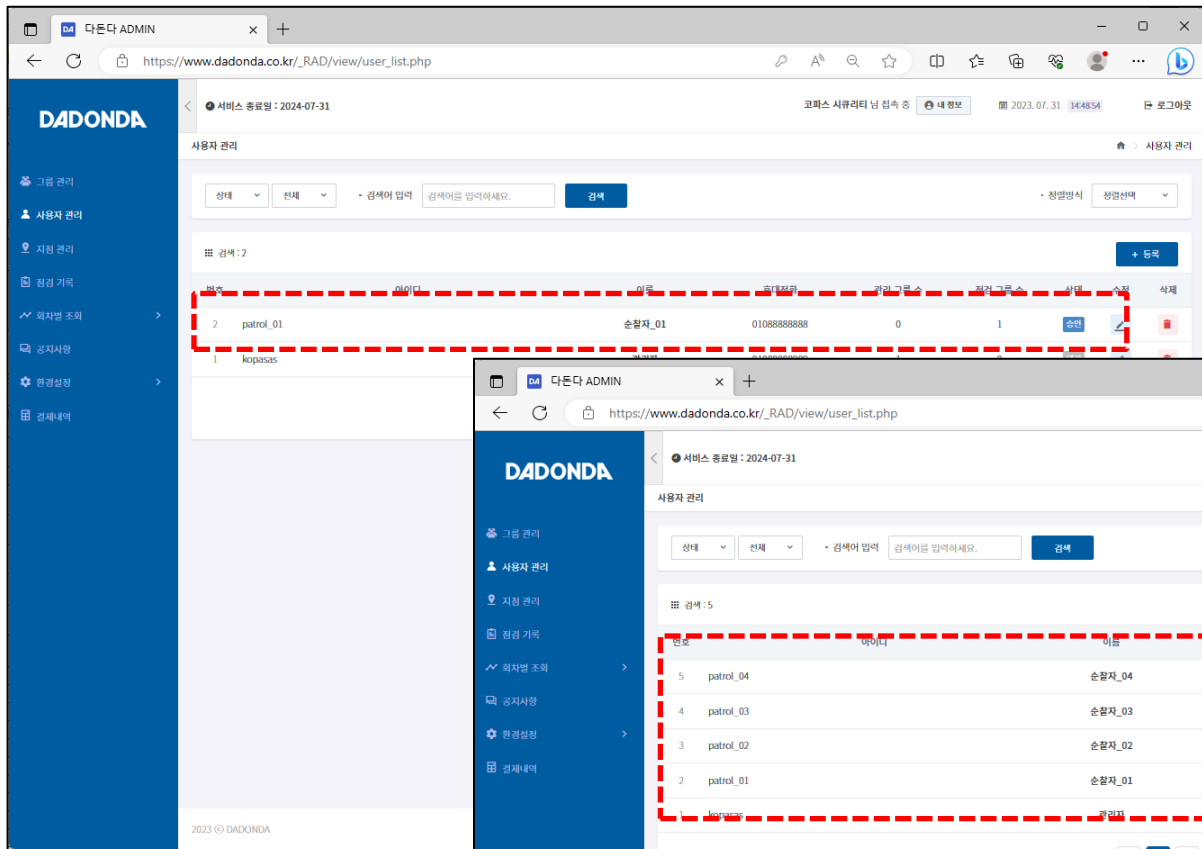 다돈다 ADMIN
https://www.dadonda.co.kr/_RAD/view/user_list.php
DADONDA
서비스 종료일 : 2024-07-31
코파스 시큐리티 님 접속 중 내 정보 2023. 07. 31 14:48:54 로그아웃
사용자 관리
사용자 관리
그룹 관리
사용자 관리
지점 관리
점검 기록
회차별 조회
공지사항
환경설정
결제내역
상태 전체 - 검색어 입력 검색어를 입력하세요. 검색
- 정렬방식 정렬선택
검색 : 2
+ 등록
번호 아이디 이름 휴대전화 관리 그룹 수 점검 그룹 수 상태 수정 삭제
2 patrol_01 순찰자_01 01088888888 0 1 승인
1 kopasas 관리자
2023 ⓒ DADONDA
다돈다 ADMIN
https://www.dadonda.co.kr/_RAD/view/user_list.php
DADONDA
서비스 종료일 : 2024-07-31
사용자 관리
그룹 관리
사용자 관리
지점 관리
점검 기록
회차별 조회
공지사항
환경설정
결제내역
상태 전체 - 검색어 입력 검색어를 입력하세요. 검색
검색 : 5
번호 아이디 이름
5 patrol_04 순찰자_04
4 patrol_03 순찰자_03
3 patrol_02 순찰자_02
2 patrol_01 순찰자_01
1 kopasas 관리자